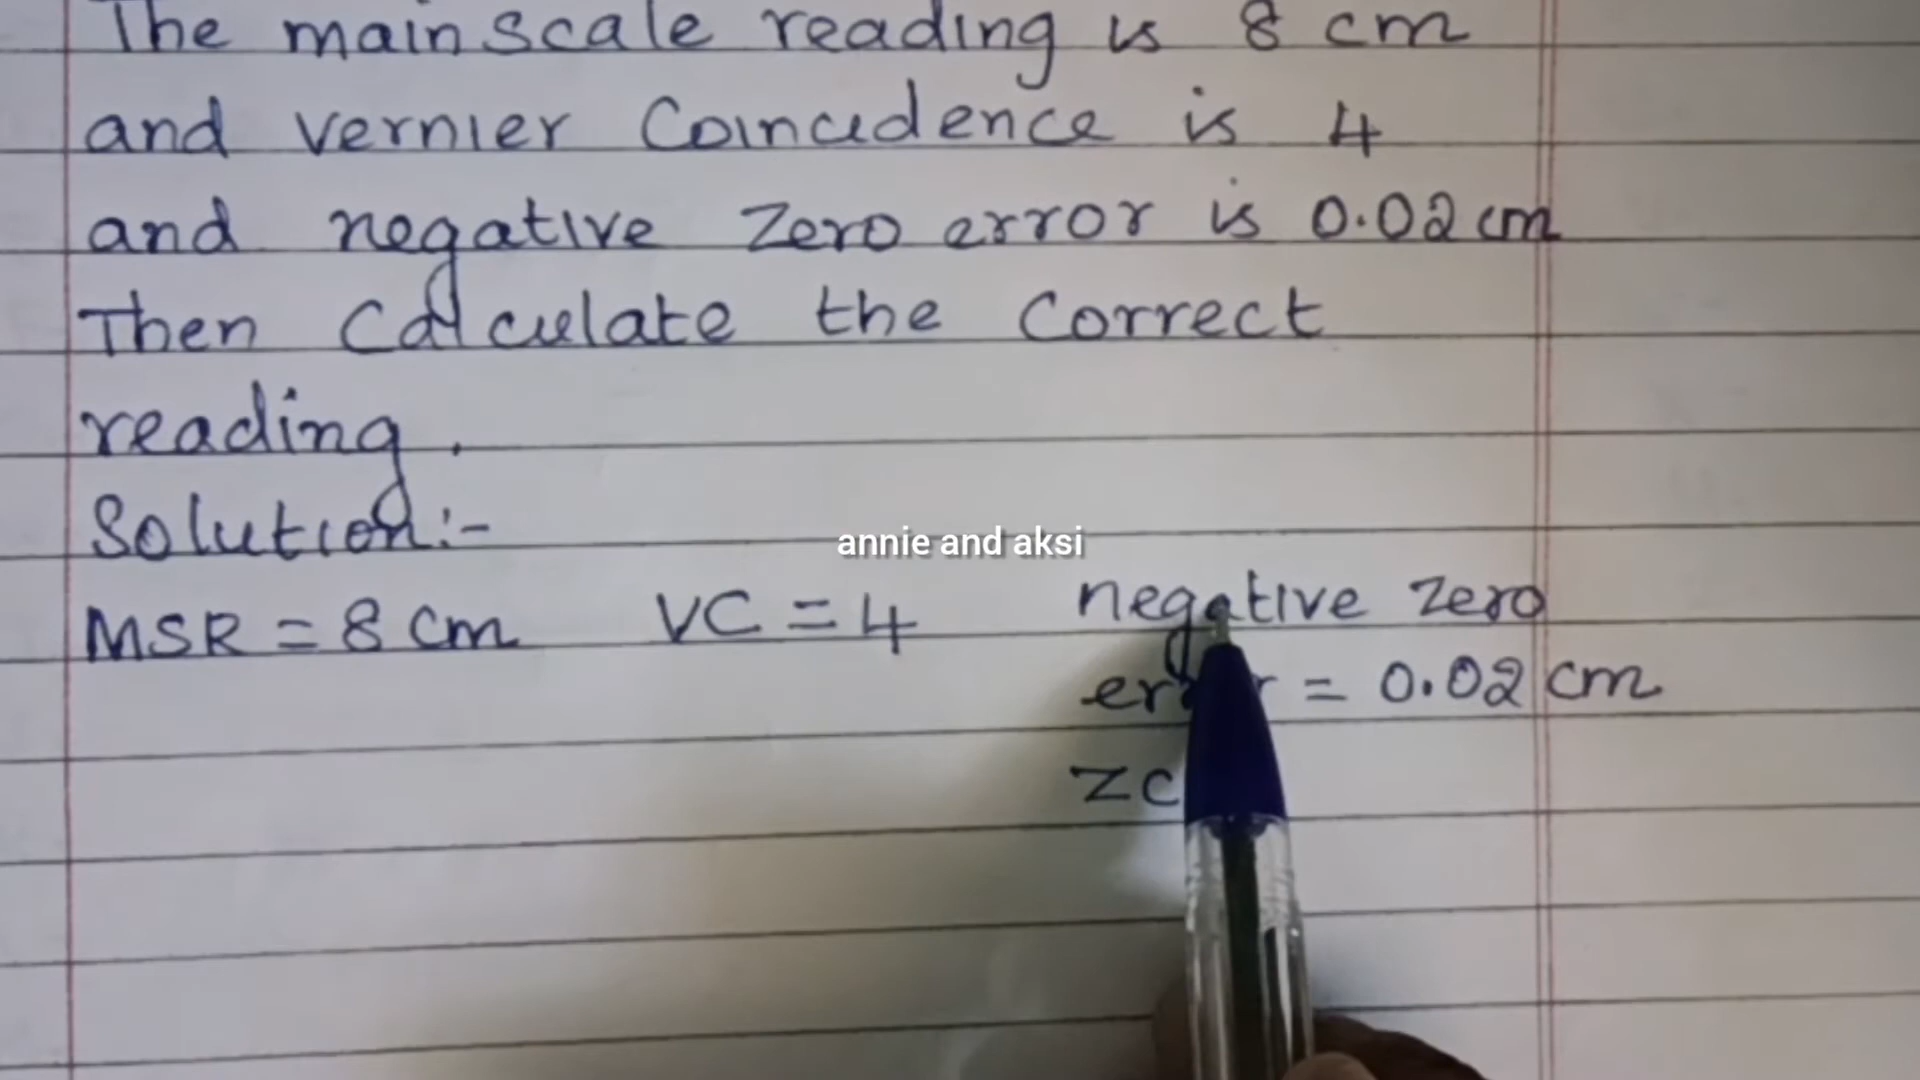 The main scale reading is 8 cm
and vernier Coincidence is 4
and negative zero error is 0.02 cm
Then Calculate the Correct
reading.
Solution:-
annie and aksi
MSR = 8 cm VC = 4 negative zero
error = 0.02 cm
ZC